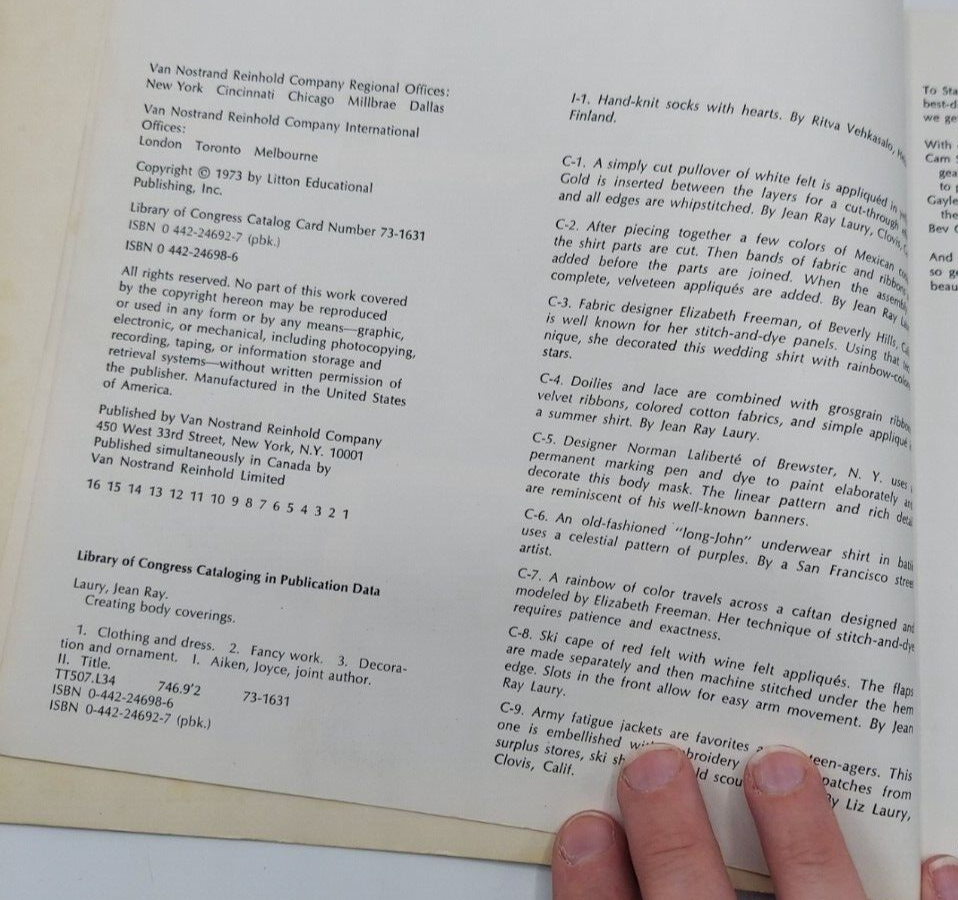 Van Nostrand Reinhold Company Regional Offices:
New York Cincinnati Chicago Millbrae Dallas
Van Nostrand Reinhold Company International
Offices:
London Toronto Melbourne
Copyright © 1973 by Litton Educational
Publishing, Inc.
Library of Congress Catalog Card Number 73-1631
ISBN 0 442-24692-7 (pbk.)
ISBN 0 442-24698-6
All rights reserved. No part of this work covered
by the copyright hereon may be reproduced
or used in any form or by any means—graphic,
electronic, or mechanical, including photocopying,
recording, taping, or information storage and
retrieval systems—without written permission of
the publisher. Manufactured in the United States
of America.
Published by Van Nostrand Reinhold Company
450 West 33rd Street, New York, N.Y. 10001
Published simultaneously in Canada by
Van Nostrand Reinhold Limited
16 15 14 13 12 11 10 9 8 7 6 5 4 3 2 1
Library of Congress Cataloging in Publication Data
Laury, Jean Ray.
Creating body coverings.
1. Clothing and dress. 2. Fancy work. 3. Decora-
tion and ornament. I. Aiken, Joyce, joint author.
II. Title.
TT507.L34 746.9'2 73-1631
ISBN 0-442-24698-6
ISBN 0-442-24692-7 (pbk.)
I-1. Hand-knit socks with hearts. By Ritva Vehkasalo,
Finland.
C-1. A simply cut pullover of white felt is appliquéd in
Gold is inserted between the layers for a cut-through
and all edges are whipstitched. By Jean Ray Laury, Clovis,
C-2. After piecing together a few colors of Mexican
the shirt parts are cut. Then bands of fabric and ribbons
added before the parts are joined. When the
complete, velveteen appliqués are added. By Jean Ray
C-3. Fabric designer Elizabeth Freeman, of Beverly Hills,
is well known for her stitch-and-dye panels. Using that
nique, she decorated this wedding shirt with
stars.
C-4. Doilies and lace are combined with grosgrain
velvet ribbons, colored cotton fabrics, and simple appliqué
a summer shirt. By Jean Ray Laury.
C-5. Designer Norman Laliberté of Brewster, N. Y. uses
permanent marking pen and dye to paint elaborately
decorate this body mask. The linear pattern and rich
are reminiscent of his well-known banners.
C-6. An old-fashioned "long-John" underwear shirt in
uses a celestial pattern of purples. By a San Francisco
artist.
C-7. A rainbow of color travels across a caftan designed and
modeled by Elizabeth Freeman. Her technique of stitch-and-dye
requires patience and exactness.
C-8. Ski cape of red felt with wine felt appliqués. The flaps
are made separately and then machine stitched under the hem
edge. Slots in the front allow for easy arm movement. By Jean
Ray Laury.
C-9. Army fatigue jackets are favorites teen-agers. This
one is embellished patches from
surplus stores, ski By Liz Laury,
Clovis, Calif.
To
we
With
Cam
to
Gayle
the
Bev
And
so